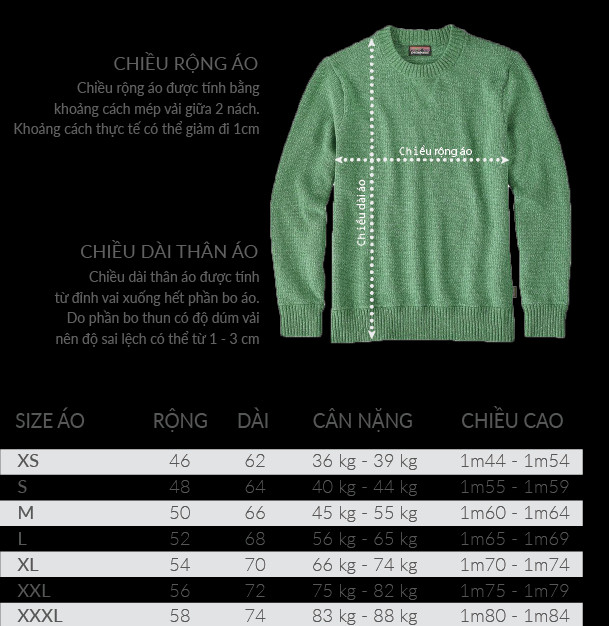 CHIỀU RỘNG ÁO
Chiều rộng áo được tính bằng
khoảng cách mép vải giữa 2 nách.
Khoảng cách thực tế có thể giảm đi 1cm
Chiều rộng áo
Chiều dài áo
CHIỀU DÀI THÂN ÁO
Chiều dài thân áo được tính
từ đỉnh vai xuống hết phần bo áo.
Do phần bo thun có độ dúm vải
nên độ sai lệch có thể từ 1 - 3 cm
SIZE ÁO RỘNG DÀI CÂN NẶNG CHIỀU CAO
XS 46 62 36 kg - 39 kg 1m44 - 1m54
S 48 64 40 kg - 44 kg 1m55 - 1m59
M 50 66 45 kg - 55 kg 1m60 - 1m64
L 52 68 56 kg - 65 kg 1m65 - 1m69
XL 54 70 66 kg - 74 kg 1m70 - 1m74
XXL 56 72 75 kg - 82 kg 1m75 - 1m79
XXXL 58 74 83 kg - 88 kg 1m80 - 1m84